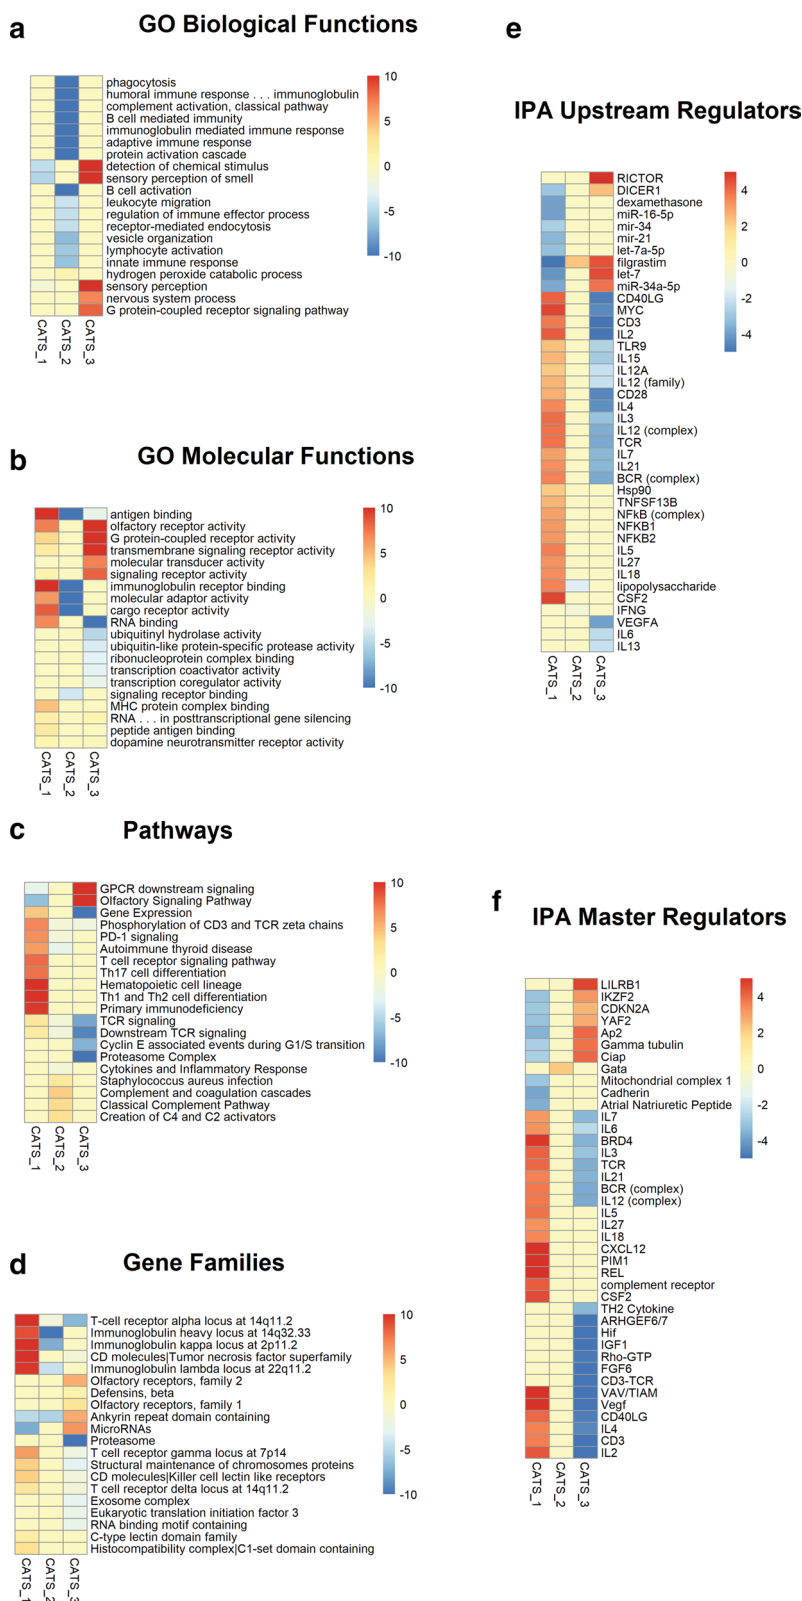 a
GO Biological Functions
phagocytosis
humoral immune response . . . immunoglobulin
complement activation, classical pathway
B cell mediated immunity
immunoglobulin mediated immune response
adaptive immune response
protein activation cascade
detection of chemical stimulus
sensory perception of smell
B cell activation
leukocyte migration
regulation of immune effector process
receptor-mediated endocytosis
vesicle organization
lymphocyte activation
innate immune response
hydrogen peroxide catabolic process
sensory perception
nervous system process
G protein-coupled receptor signaling pathway
10
5
0
-5
-10
CATS_1
CATS_2
CATS_3
b
GO Molecular Functions
antigen binding
olfactory receptor activity
G protein-coupled receptor activity
transmembrane signaling receptor activity
molecular transducer activity
signaling receptor activity
immunoglobulin receptor binding
molecular adaptor activity
cargo receptor activity
RNA binding
ubiquitinyl hydrolase activity
ubiquitin-like protein-specific protease activity
ribonucleoprotein complex binding
transcription coactivator activity
transcription coregulator activity
signaling receptor binding
MHC protein complex binding
RNA . . . in posttranscriptional gene silencing
peptide antigen binding
dopamine neurotransmitter receptor activity
10
5
0
-5
-10
CATS_1
CATS_2
CATS_3
c
Pathways
GPCR downstream signaling
Olfactory Signaling Pathway
Gene Expression
Phosphorylation of CD3 and TCR zeta chains
PD-1 signaling
Autoimmune thyroid disease
T cell receptor signaling pathway
Th17 cell differentiation
Hematopoietic cell lineage
Th1 and Th2 cell differentiation
Primary immunodeficiency
TCR signaling
Downstream TCR signaling
Cyclin E associated events during G1/S transition
Proteasome Complex
Cytokines and Inflammatory Response
Staphylococcus aureus infection
Complement and coagulation cascades
Classical Complement Pathway
Creation of C4 and C2 activators
10
5
0
-5
-10
CATS_1
CATS_2
CATS_3
d
Gene Families
T-cell receptor alpha locus at 14q11.2
Immunoglobulin heavy locus at 14q32.33
Immunoglobulin kappa locus at 2p11.2
CD molecules|Tumor necrosis factor superfamily
Immunoglobulin lambda locus at 22q11.2
Olfactory receptors, family 2
Defensins, beta
Olfactory receptors, family 1
Ankyrin repeat domain containing
MicroRNAs
Proteasome
T cell receptor gamma locus at 7p14
Structural maintenance of chromosomes proteins
CD molecules|Killer cell lectin like receptors
T cell receptor delta locus at 14q11.2
Exosome complex
Eukaryotic translation initiation factor 3
RNA binding motif containing
C-type lectin domain family
Histocompatibility complex|C1-set domain containing
10
5
0
-5
-10
CATS_1
CATS_2
CATS_3
e
IPA Upstream Regulators
RICTOR
DICER1
dexamethasone
miR-16-5p
mir-34
mir-21
let-7a-5p
filgrastim
let-7
miR-34a-5p
CD40LG
MYC
CD3
IL2
TLR9
IL15
IL12A
IL12 (family)
CD28
IL4
IL3
IL12 (complex)
TCR
IL7
IL21
BCR (complex)
Hsp90
TNFSF13B
NFkB (complex)
NFKB1
NFKB2
IL5
IL27
IL18
lipopolysaccharide
CSF2
IFNG
VEGFA
IL6
IL13
4
2
0
-2
-4
CATS_1
CATS_2
CATS_3
f
IPA Master Regulators
LILRB1
IKZF2
CDKN2A
YAF2
Ap2
Gamma tubulin
Ciap
Gata
Mitochondrial complex 1
Cadherin
Atrial Natriuretic Peptide
IL7
IL6
BRD4
IL3
TCR
IL21
BCR (complex)
IL12 (complex)
IL5
IL27
IL18
CXCL12
PIM1
REL
complement receptor
CSF2
TH2 Cytokine
ARHGEF6/7
Hif
IGF1
Rho-GTP
FGF6
CD3-TCR
VAV/TIAM
Vegf
CD40LG
IL4
CD3
IL2
4
2
0
-2
-4
CATS_1
CATS_2
CATS_3